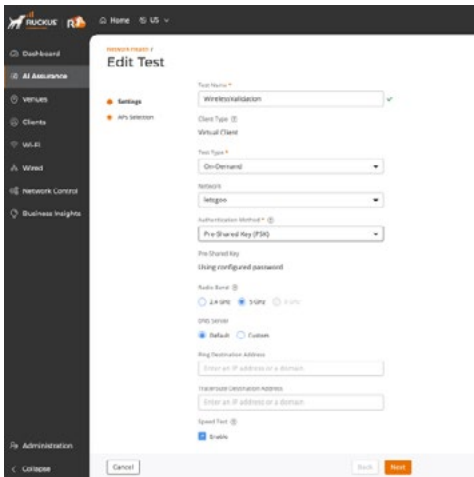 RUCKUS
R1
Home
US
Dashboard
AI Assurance
Venues
Clients
Wi-Fi
Wired
Network Control
Business Insights
Administration
Collapse
Network Health /
Edit Test
Settings
APs Selection
Test Name *
WirelessValidation
Client Type
Virtual Client
Test Type *
On-Demand
Network
letsgoo
Authentication Method *
Pre-Shared Key (PSK)
Pre-Shared Key
Using configured password
Radio Band
2.4 GHz 5 GHz 6 GHz
DNS Server
Default Custom
Ping Destination Address
Enter an IP address or a domain
Traceroute Destination Address
Enter an IP address or a domain
Speed Test
Enable
Cancel
Back
Next